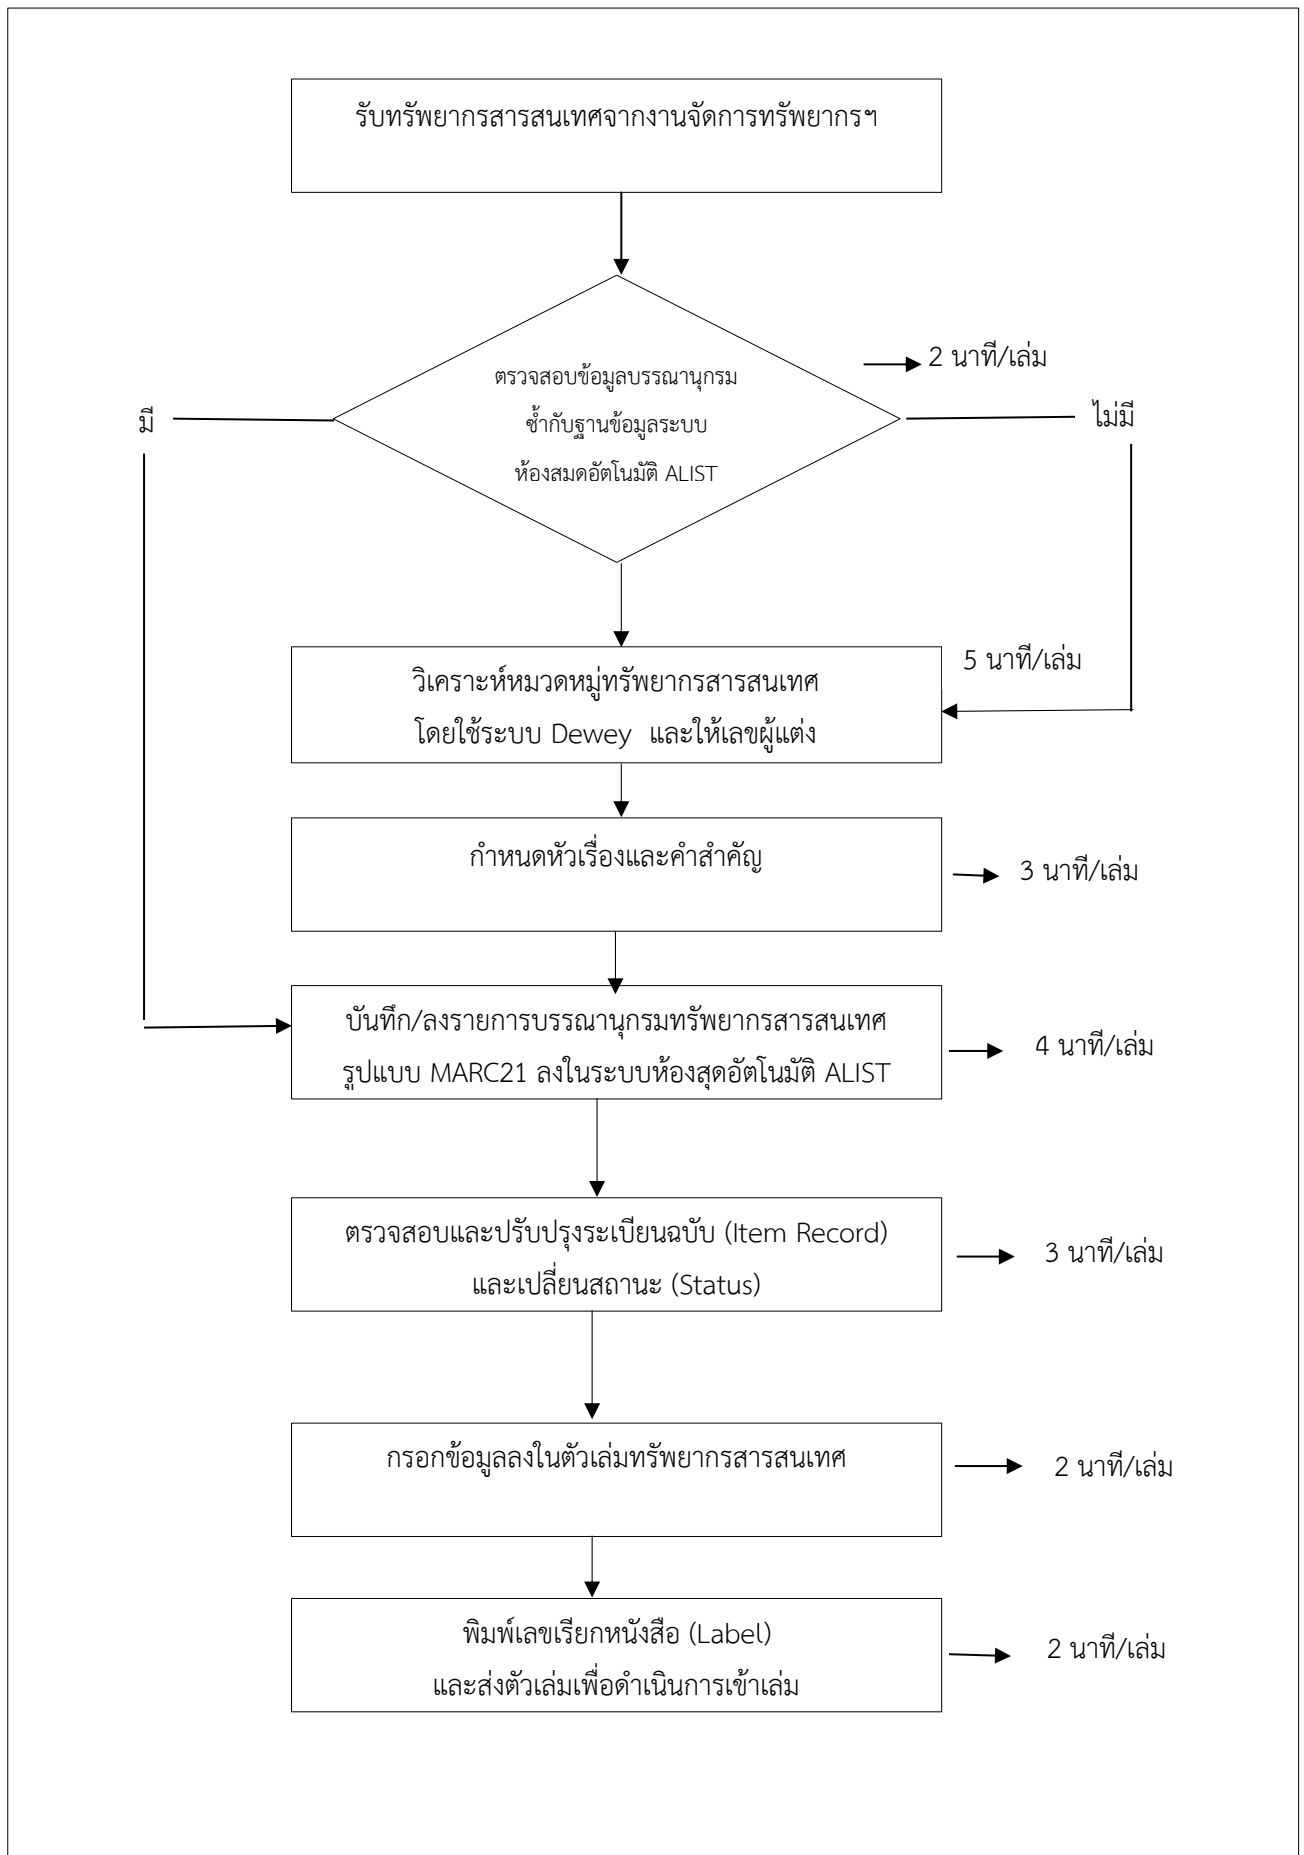 รับทรัพยากรสารสนเทศจากงานจัดการทรัพยากรฯ
2 นาที/เล่ม
ตรวจสอบข้อมูลบรรณานุกรม
ซ้ำกับฐานข้อมูลระบบ
ห้องสมดอัตโนมัติ ALIST
มี
ไม่มี
5 นาที/เล่ม
วิเคราะห์หมวดหมู่ทรัพยากรสารสนเทศ
โดยใช้ระบบ Dewey และให้เลขผู้แต่ง
กำหนดหัวเรื่องและคำสำคัญ
3 นาที/เล่ม
บันทึก/ลงรายการบรรณานุกรมทรัพยากรสารสนเทศ
รูปแบบ MARC21 ลงในระบบห้องสุดอัตโนมัติ ALIST
4 นาที/เล่ม
ตรวจสอบและปรับปรุงระเบียนฉบับ (Item Record)
และเปลี่ยนสถานะ (Status)
3 นาที/เล่ม
กรอกข้อมูลลงในตัวเล่มทรัพยากรสารสนเทศ
2 นาที/เล่ม
พิมพ์เลขเรียกหนังสือ (Label)
และส่งตัวเล่มเพื่อดำเนินการเข้าเล่ม
2 นาที/เล่ม